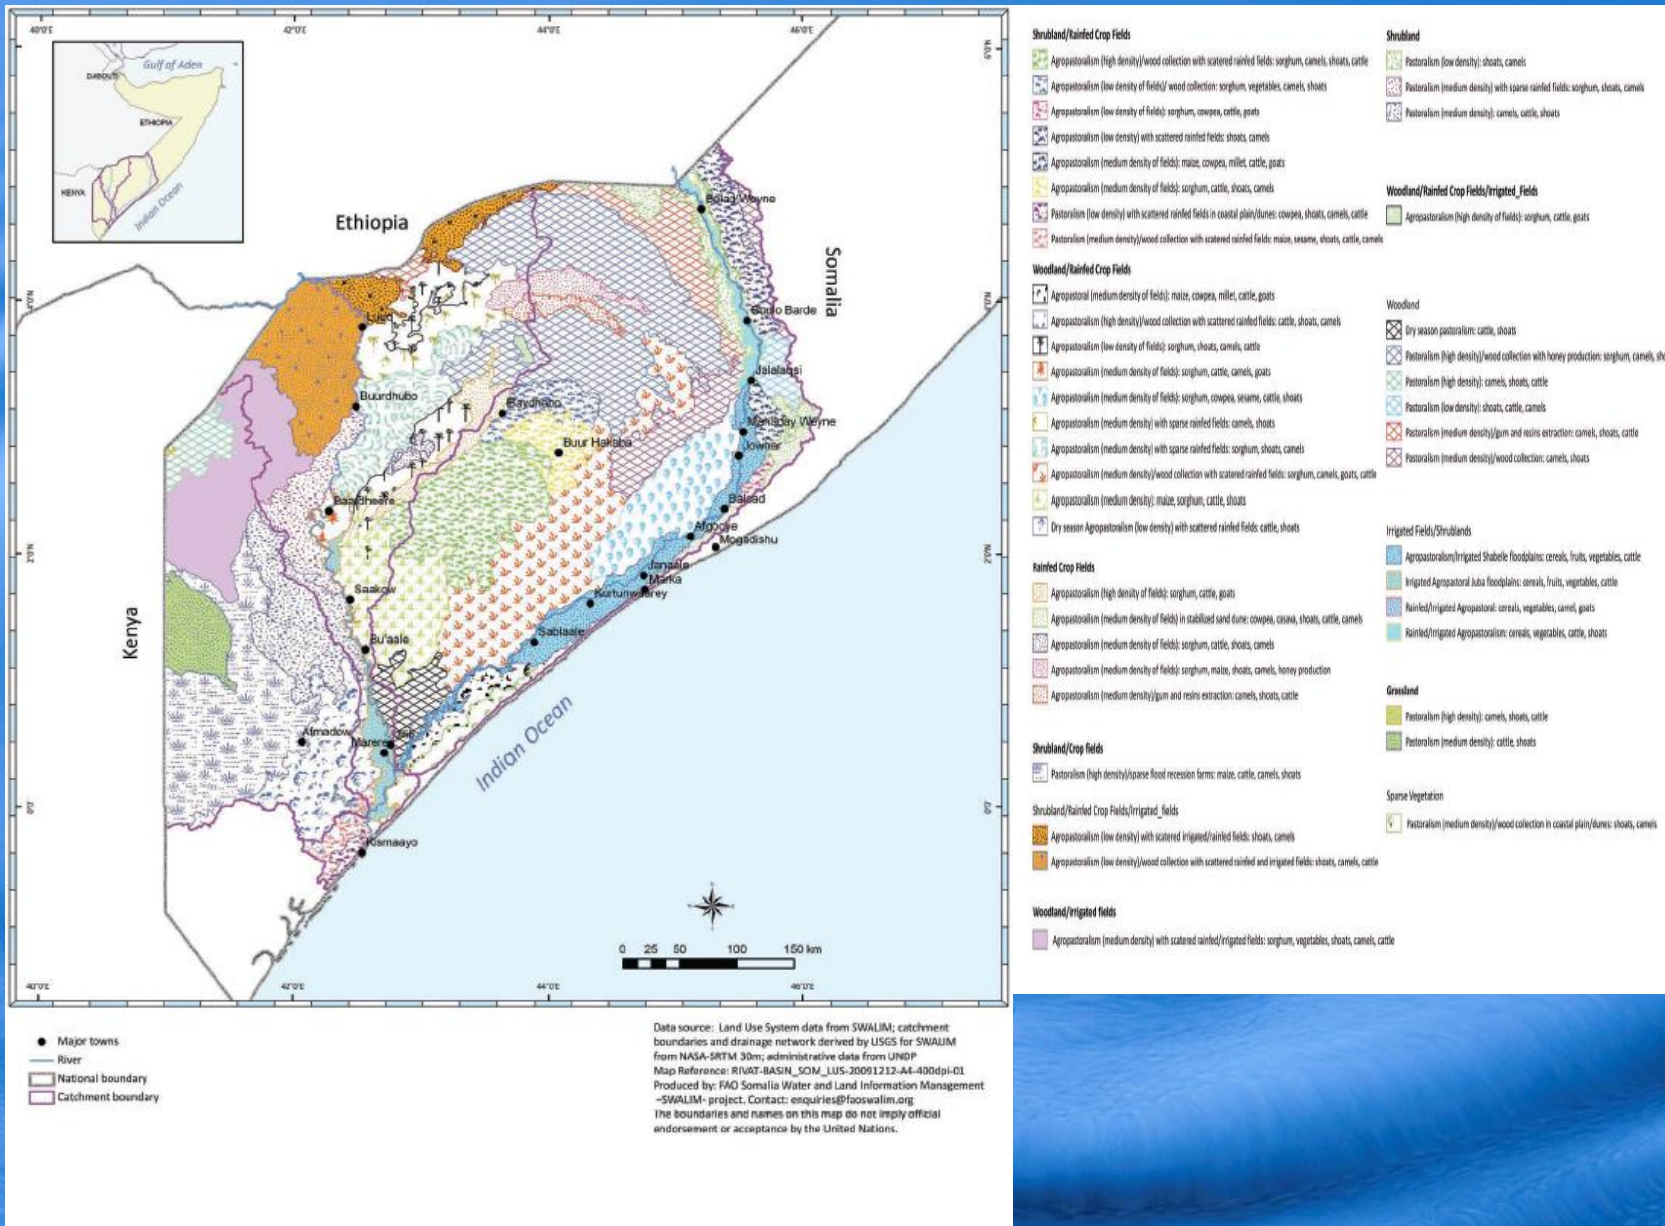 40°0'E
42°0'E
44°0'E
46°0'E
Gulf of Aden
DJIBOUTI
ETHIOPIA
KENYA
Indian Ocean
Ethiopia
Somalia
Kenya
Indian Ocean
Belad Weyne
Buulo Barde
Luuq
Jalalaqsi
Buurdhubo
Baydhabo
Mahaday Weyne
Buur Hakaba
Jowhar
Baardheere
Balcad
Afgooye
Mogadishu
Janaale
Marka
Saakow
Kurtunwaarey
Bu'aale
Sablaale
Afmadow
Jilib
Marere
Kismaayo
4°0'N
2°0'N
2°0'N
0°0'
0°0'
0 25 50 100 150 km
40°0'E
42°0'E
44°0'E
46°0'E
Major towns
River
National boundary
Catchment boundary
Data source: Land Use System data from SWALIM; catchment
boundaries and drainage network derived by USGS for SWALIM
from NASA-SRTM 30m; administrative data from UNDP
Map Reference: RIVAT-BASIN_SOM_LUS-20091212-A4-400dpi-01
Produced by: FAO Somalia Water and Land Information Management
-SWALIM- project. Contact: enquiries@faoswalim.org
The boundaries and names on this map do not imply official
endorsement or acceptance by the United Nations.
Shrubland/Rainfed Crop Fields
Agropastoralism (high density)/wood collection with scatered rainfed fields: sorghum, camels, shoats, cattle
Agropastoralism (low density of fields)/ wood collection: sorghum, vegetables, camels, shoats
Agropastoralism (low density of fields): sorghum, cowpea, cattle, goats
Agropastoralism (low density) with scattered rainfed fields: shoats, camels
Agropastoralism (medium density of fields): maize, cowpea, millet, cattle, goats
Agropastoralism (medium density of fields): sorghum, cattle, shoats, camels
Pastoralism (low density) with scattered rainfed fields in coastal plain/dunes: cowpea, shoats, camels, cattle
Pastoralism (medium density)/wood collection with scatered rainfed fields: maize, sesame, shoats, cattle, camels
Woodland/Rainfed Crop Fields
Agropastoral (medium density of fields): maize, cowpea, millet, cattle, goats
Agropastoralism (high density)/wood collection with scattered rainfed fields: cattle, shoats, camels
Agropastoralism (low density of fields): sorghum, shoats, camels, cattle
Agropastoralism (medium density of fields): sorghum, cattle, camels, goats
Agropastoralism (medium density of fields): sorghum, cowpea, sesame, cattle, shoats
Agropastoralism (medium density) with sparse rainfed fields: camels, shoats
Agropastoralism (medium density) with sparse rainfed fields: sorghum, shoats, camels
Agropastoralism (medium density)/wood collection with scattered rainfed fields: sorghum, camels, goats, cattle
Agropastoralism (medium density): maize, sorghum, cattle, shoats
Dry season Agropastoralism (low density) with scattered rainfed fields: cattle, shoats
Rainfed Crop Fields
Agropastoralism (high density of fields): sorghum, cattle, goats
Agropastoralism (medium density of fields) in stabilized sand dune: cowpea, casava, shoats, cattle, camels
Agropastoralism (medium density of fields): sorghum, cattle, shoats, camels
Agropastoralism (medium density of fields): sorghum, maize, shoats, camels, honey production
Agropastoralism (medium density)/gum and resins extraction: camels, shoats, cattle
Shrubland/Crop fields
Pastoralism (high density)/sparse flood recession farms: maize, cattle, camels, shoats
Shrubland/Rainfed Crop Fields/Irrigated_fields
Agropastoralism (low density) with scatered irrigated/rainfed fields: shoats, camels
Agropastoralism (low density)/wood collection with scattered rainfed and irrigated fields: shoats, camels, cattle
Woodland/Irrigated fields
Agropastoralism (medium density) with scatered rainfed/irrigated fields: sorghum, vegetables, shoats, camels, cattle
Shrubland
Pastoralism (low density): shoats, camels
Pastoralism (medium density) with sparse rainfed fields: sorghum, shoats, camels
Pastoralism (medium density): camels, cattle, shoats
Woodland/Rainfed Crop Fields/Irrigated_Fields
Agropastoralism (high density of fields): sorghum, cattle, goats
Woodland
Dry season pastoralism: cattle, shoats
Pastoralism (high density)/wood collection with honey production: sorghum, camels, sho
Pastoralism (high density): camels, shoats, cattle
Pastoralism (low density): shoats, cattle, camels
Pastoralism (medium density)/gum and resins extraction: camels, shoats, cattle
Pastoralism (medium density)/wood collection: camels, shoats
Irrigated Fields/Shrublands
Agropastoralism/Irrigated Shabelle floodplains: cereals, fruits, vegetables, cattle
Irrigated Agropastoral Juba floodplains: cereals, fruits, vegetables, cattle
Rainfed/Irrigated Agropastoral: cereals, vegetables, camel, goats
Rainfed/Irrigated Agropastoralism: cereals, vegetables, cattle, shoats
Grassland
Pastoralism (high density): camels, shoats, cattle
Pastoralism (medium density): cattle, shoats
Sparse Vegetation
Pastoralism (medium density)/wood collection in coastal plain/dunes: shoats, camels